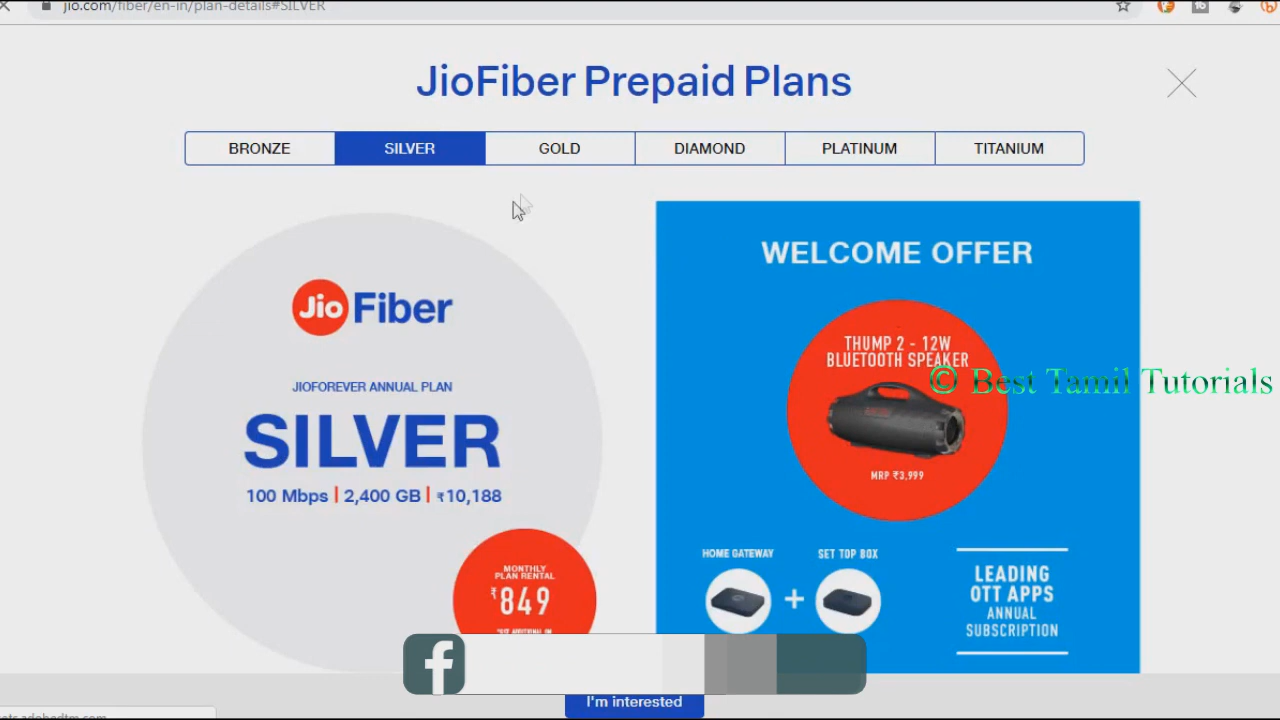 jio.com/fiber/en-in/plan-details#SILVER
JioFiber Prepaid Plans
BRONZE
SILVER
GOLD
DIAMOND
PLATINUM
TITANIUM
Jio Fiber
JIOFOREVER ANNUAL PLAN
SILVER
100 Mbps | 2,400 GB | ₹10,188
MONTHLY
PLAN RENTAL
₹849
WELCOME OFFER
THUMP 2 - 12W
BLUETOOTH SPEAKER
MRP ₹3,999
© Best Tamil Tutorials
HOME GATEWAY
SET TOP BOX
+
LEADING
OTT APPS
ANNUAL
SUBSCRIPTION
f
I'm interested